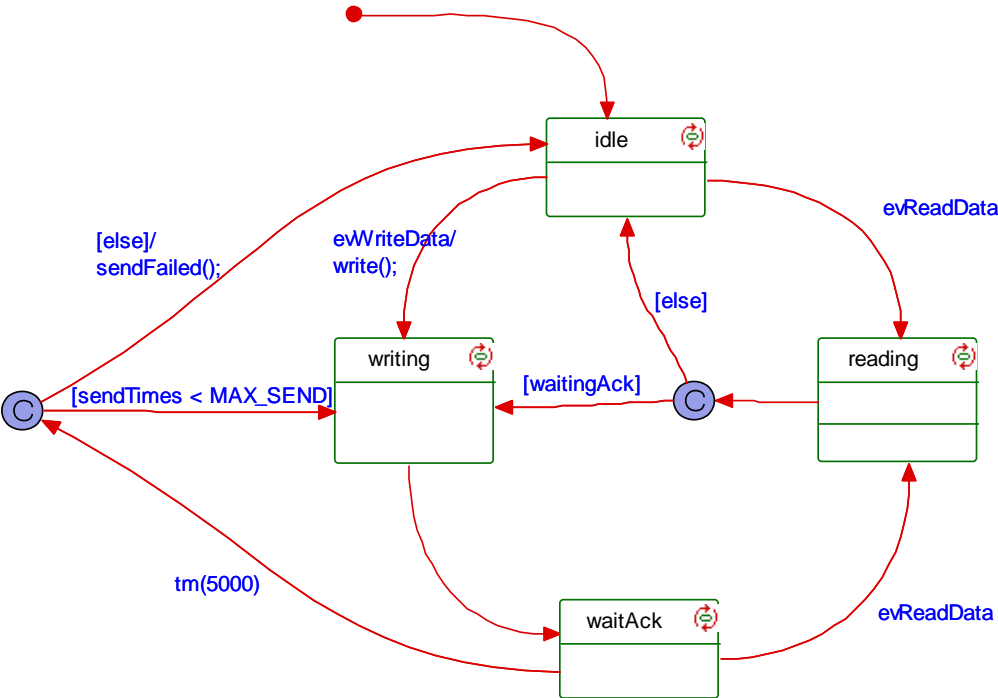 idle
evReadData
[else]/
sendFailed();
evWriteData/
write();
[else]
writing
reading
[waitingAck]
[sendTimes < MAX_SEND]
C
C
tm(5000)
waitAck
evReadData